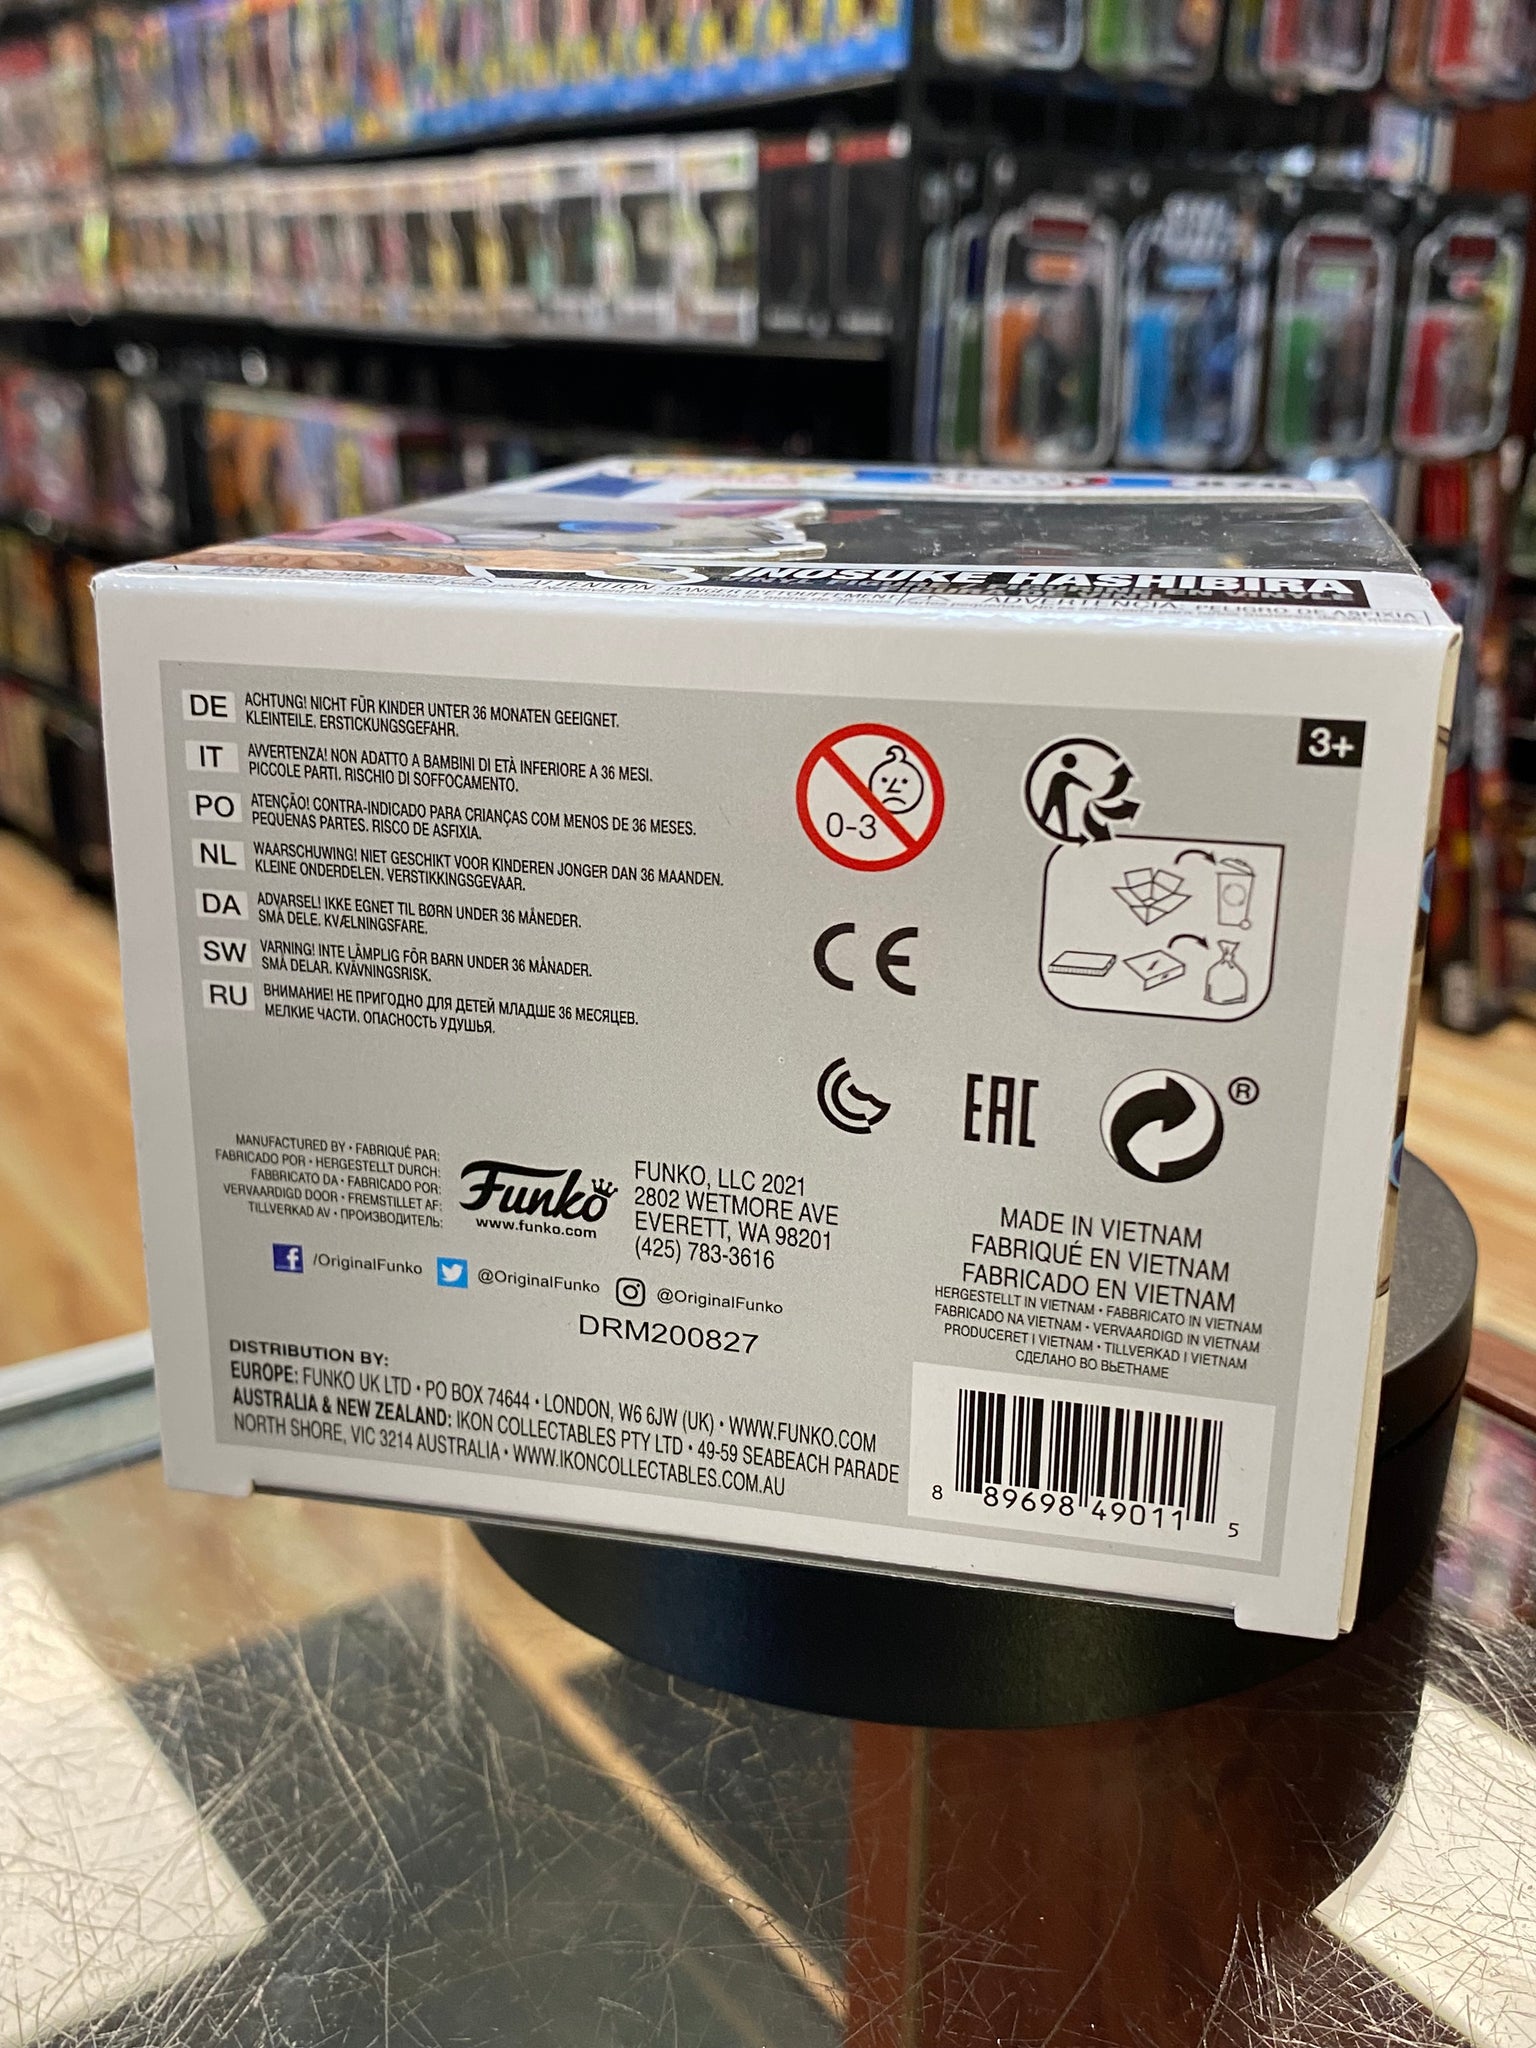 INOSUKE HASHIBIRA
ADVERTENCIA: PELIGRO DE ASFIXIA
DE ACHTUNG! NICHT FÜR KINDER UNTER 36 MONATEN GEEIGNET.
KLEINTEILE. ERSTICKUNGSGEFAHR.
IT AVVERTENZA! NON ADATTO A BAMBINI DI ETÀ INFERIORE A 36 MESI.
PICCOLE PARTI. RISCHIO DI SOFFOCAMENTO.
PO ATENÇÃO! CONTRA-INDICADO PARA CRIANÇAS COM MENOS DE 36 MESES.
PEQUENAS PARTES. RISCO DE ASFIXIA.
NL WAARSCHUWING! NIET GESCHIKT VOOR KINDEREN JONGER DAN 36 MAANDEN.
KLEINE ONDERDELEN. VERSTIKKINGSGEVAAR.
DA ADVARSEL! IKKE EGNET TIL BØRN UNDER 36 MÅNEDER.
SMÅ DELE. KVÆLNINGSFARE.
SW VARNING! INTE LÄMPLIG FÖR BARN UNDER 36 MÅNADER.
SMÅ DELAR. KVÄVNINGSRISK.
RU ВНИМАНИЕ! НЕ ПРИГОДНО ДЛЯ ДЕТЕЙ МЛАДШЕ 36 МЕСЯЦЕВ.
МЕЛКИЕ ЧАСТИ. ОПАСНОСТЬ УДУШЬЯ.
0-3
3+
CE
EAC
®
MANUFACTURED BY • FABRIQUÉ PAR:
FABRICADO POR • HERGESTELLT DURCH:
FABBRICATO DA • FABRICADO POR:
VERVAARDIGD DOOR • FREMSTILLET AF:
TILLVERKAD AV • ПРОИЗВОДИТЕЛЬ:
Funko
www.funko.com
FUNKO, LLC 2021
2802 WETMORE AVE
EVERETT, WA 98201
(425) 783-3616
/OriginalFunko @OriginalFunko @OriginalFunko
DRM200827
MADE IN VIETNAM
FABRIQUÉ EN VIETNAM
FABRICADO EN VIETNAM
HERGESTELLT IN VIETNAM • FABBRICATO IN VIETNAM
FABRICADO NA VIETNAM • VERVAARDIGD IN VIETNAM
PRODUCERET I VIETNAM • TILLVERKAD I VIETNAM
СДЕЛАНО ВО ВЬЕТНАМЕ
DISTRIBUTION BY:
EUROPE: FUNKO UK LTD • PO BOX 74644 • LONDON, W6 6JW (UK) • WWW.FUNKO.COM
AUSTRALIA & NEW ZEALAND: IKON COLLECTABLES PTY LTD • 49-59 SEABEACH PARADE
NORTH SHORE, VIC 3214 AUSTRALIA • WWW.IKONCOLLECTABLES.COM.AU
8 89698 49011 5